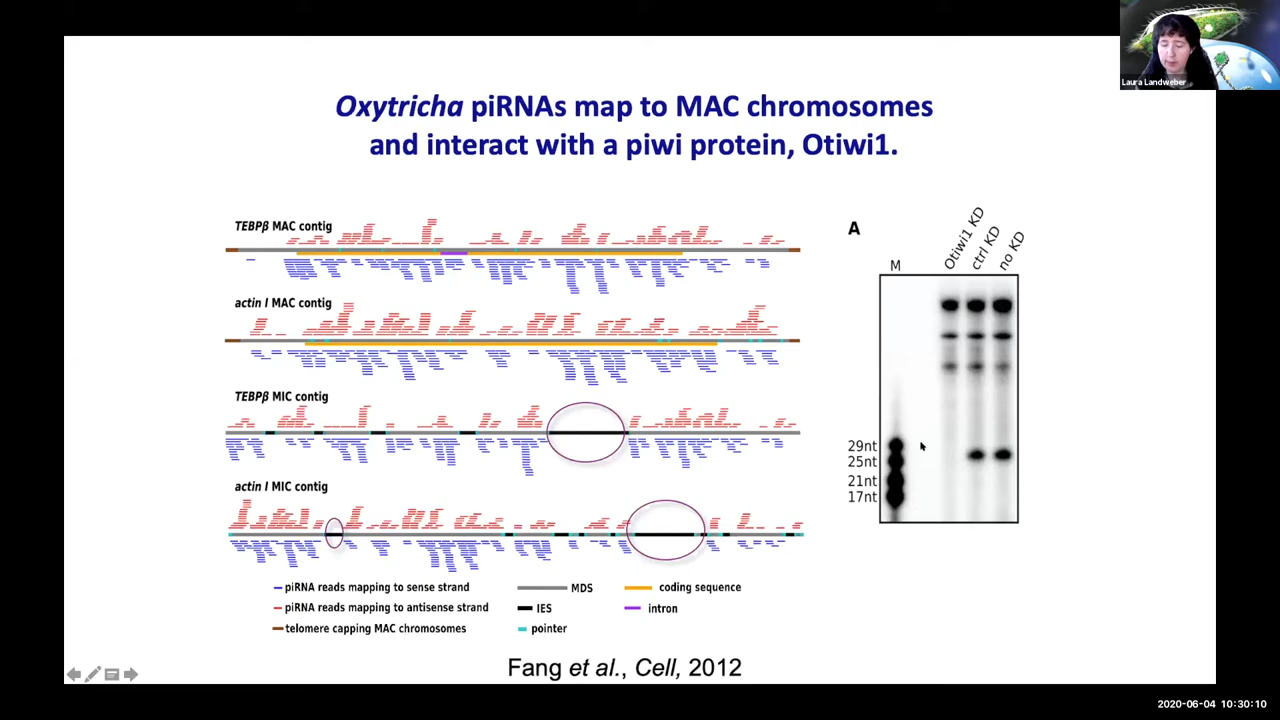 Laura Landweber
Oxytricha piRNAs map to MAC chromosomes
and interact with a piwi protein, Otiwi1.
TEBPβ MAC contig
actin I MAC contig
TEBPβ MIC contig
actin I MIC contig
piRNA reads mapping to sense strand
piRNA reads mapping to antisense strand
telomere capping MAC chromosomes
MDS
IES
pointer
coding sequence
intron
A
M
Otiwi1 KD
ctrl KD
no KD
29nt
25nt
21nt
17nt
Fang et al., Cell, 2012
2020-06-04 10:30:10